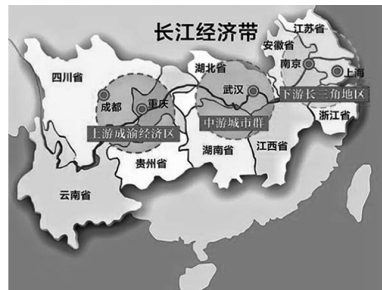 长江经济带
江苏省
安徽省
湖北省
四川省
南京
上海
武汉
成都
重庆
下游长三角地区
中游城市群
上游成渝经济区
浙江省
江西省
湖南省
贵州省
云南省